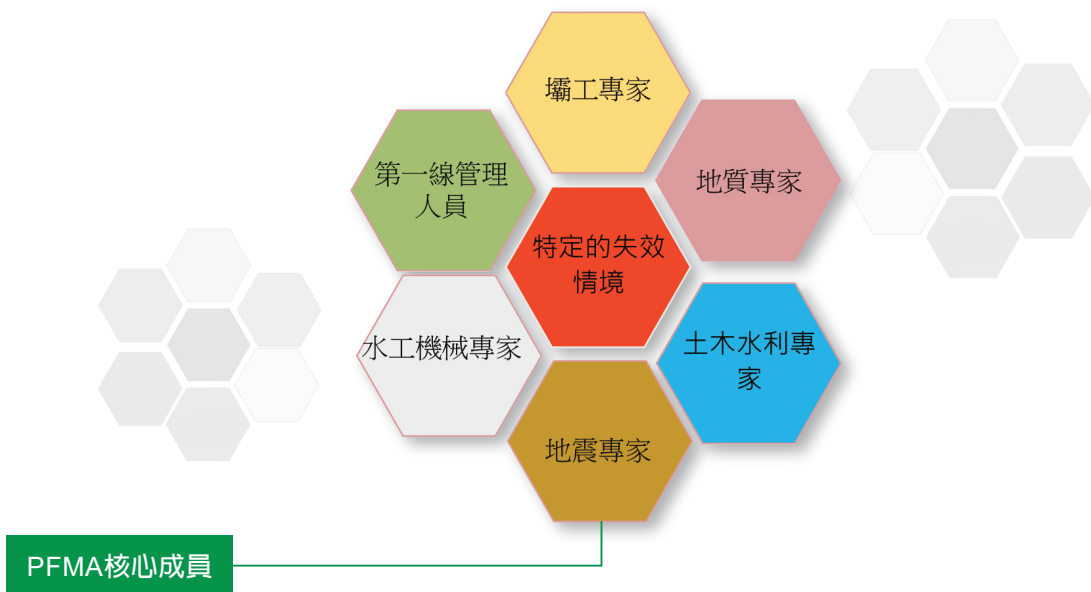 壩工專家
第一線管理
人員
地質專家
特定的失效
情境
水工機械專家
土木水利專
家
地震專家
PFMA核心成員